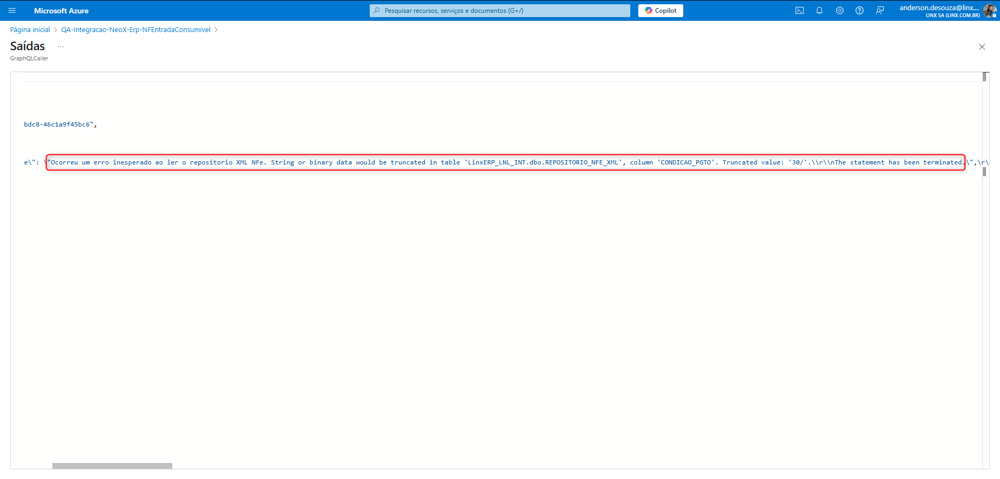 Microsoft Azure
Pesquisar recursos, serviços e documentos (G+/)
Copilot
anderson.desouza@linx....
LINX SA (LINX.COM.BR)
Página inicial > QA-Integracao-NeoX-Erp-NFEntradaConsumivel >
Saídas ...
GraphQLCaller
bdc8-46c1a9f45bc6",
e\": \"Ocorreu um erro inesperado ao ler o repositorio XML NFe. String or binary data would be truncated in table 'LinxERP_LNL_INT.dbo.REPOSITORIO_NFE_XML', column 'CONDICAO_PGTO'. Truncated value: '30/'.\\r\\nThe statement has been terminated.\",\r\